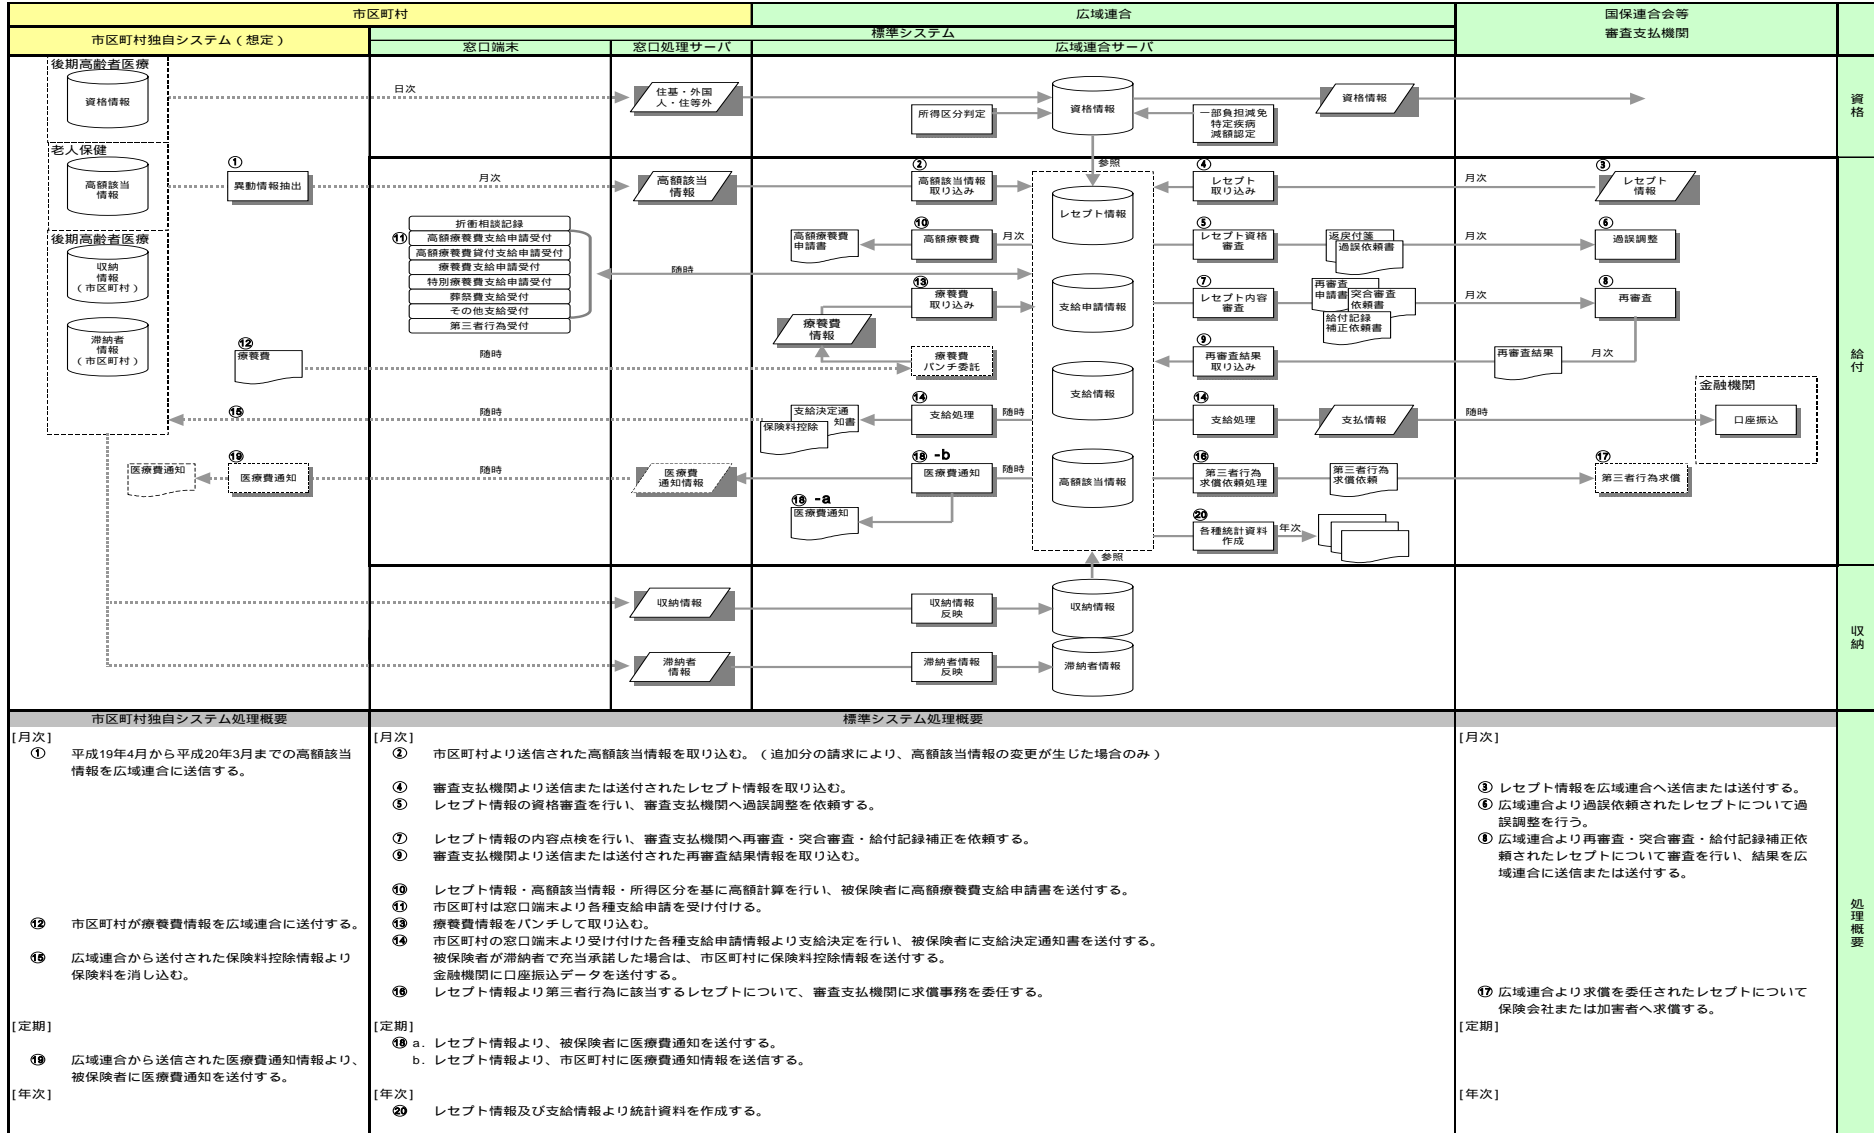 市区町村
広域連合
国保連合会等
審査支払機関
市区町村独自システム（想定）
標準システム
窓口端末
窓口処理サーバ
広域連合サーバ
後期高齢者医療
資格情報
日次
住基・外国
人・住等外
所得区分判定
資格情報
一部負担減免
特定疾病
減額認定
資格情報
資格
老人保健
高額該当
情報
①
異動情報抽出
月次
高額該当
情報
②
高額該当情報
取り込み
参照
レセプト情報
④
レセプト
取り込み
月次
③
レセプト
情報
後期高齢者医療
収納
情報
（市区町村）
滞納者
情報
（市区町村）
折衝相談記録
⑪
高額療養費支給申請受付
高額療養費貸付支給申請受付
療養費支給申請受付
特別療養費支給申請受付
葬祭費支給受付
その他支給受付
第三者行為受付
随時
高額療養費
申請書
⑩
高額療養費
月次
⑤
レセプト資格
審査
返戻付箋
過誤依頼書
月次
⑥
過誤調整
⑬
療養費
取り込み
療養費
情報
支給申請情報
⑦
レセプト内容
審査
再審査
申請書
突合審査
依頼書
給付記録
補正依頼書
月次
⑧
再審査
給付
⑫
療養費
随時
療養費
パンチ委託
⑨
再審査結果
取り込み
再審査結果
月次
支給情報
金融機関
⑮
随時
支給決定通
知書
保険料控除
⑭
支給処理
随時
⑭
支給処理
支払情報
随時
口座振込
医療費通知
⑲
医療費通知
随時
医療費
通知情報
⑱ -b
医療費通知
随時
高額該当情報
⑯
第三者行為
求償依頼処理
第三者行為
求償依頼
⑰
第三者行為求償
⑱ -a
医療費通知
⑳
各種統計資料
作成
年次
参照
収納情報
収納情報
反映
収納情報
収納
滞納者
情報
滞納者情報
反映
滞納者情報
市区町村独自システム処理概要
標準システム処理概要
[月次]
① 平成19年4月から平成20年3月までの高額該当
情報を広域連合に送信する。
⑫ 市区町村が療養費情報を広域連合に送付する。
⑮ 広域連合から送付された保険料控除情報より
保険料を消し込む。
[定期]
⑲ 広域連合から送信された医療費通知情報より、
被保険者に医療費通知を送付する。
[年次]
[月次]
② 市区町村より送信された高額該当情報を取り込む。（追加分の請求により、高額該当情報の変更が生じた場合のみ）
④ 審査支払機関より送信または送付されたレセプト情報を取り込む。
⑤ レセプト情報の資格審査を行い、審査支払機関へ過誤調整を依頼する。
⑦ レセプト情報の内容点検を行い、審査支払機関へ再審査・突合審査・給付記録補正を依頼する。
⑨ 審査支払機関より送信または送付された再審査結果情報を取り込む。
⑩ レセプト情報・高額該当情報・所得区分を基に高額計算を行い、被保険者に高額療養費支給申請書を送付する。
⑪ 市区町村は窓口端末より各種支給申請を受け付ける。
⑬ 療養費情報をパンチして取り込む。
⑭ 市区町村の窓口端末より受け付けた各種支給申請情報より支給決定を行い、被保険者に支給決定通知書を送付する。
被保険者が滞納者で充当承諾した場合は、市区町村に保険料控除情報を送付する。
金融機関に口座振込データを送付する。
⑯ レセプト情報より第三者行為に該当するレセプトについて、審査支払機関に求償事務を委任する。
[定期]
⑱ a. レセプト情報より、被保険者に医療費通知を送付する。
b. レセプト情報より、市区町村に医療費通知情報を送信する。
[年次]
⑳ レセプト情報及び支給情報より統計資料を作成する。
[月次]
③ レセプト情報を広域連合へ送信または送付する。
⑥ 広域連合より過誤依頼されたレセプトについて過
誤調整を行う。
⑧ 広域連合より再審査・突合審査・給付記録補正依
頼されたレセプトについて審査を行い、結果を広
域連合に送信または送付する。
⑰ 広域連合より求償を委任されたレセプトについて
保険会社または加害者へ求償する。
[定期]
[年次]
処理概要